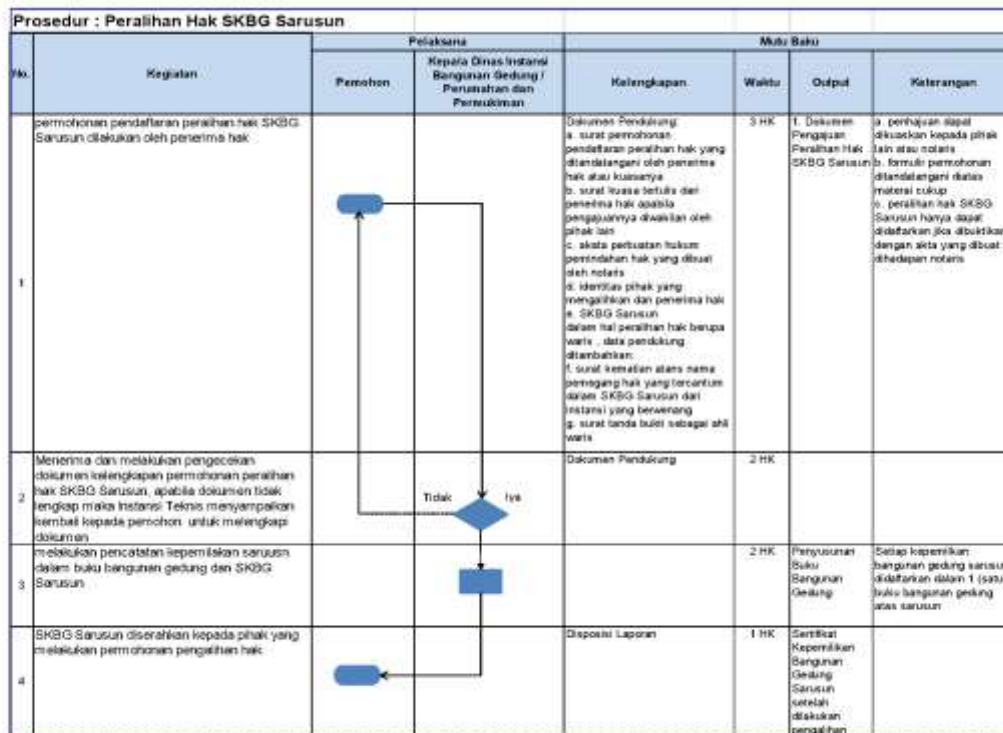 Prosedur : Peralihan Hak SKBG Sarusun
No.
Kegiatan
Pelaksana
Mutu Baku
Pemohon
Kepala Dinas Instansi
Bangunan Gedung /
Perumahan dan
Permukiman
Kelengkapan
Waktu
Output
Keterangan
1
permohonan pendaftaran peralihan hak SKBG
Sarusun dilakukan oleh penerima hak
Dokumen Pendukung:
a. surat permohonan
pendaftaran peralihan hak yang
ditandatangani oleh penerima
hak atau kuasanya
b. surat kuasa tertulis dari
penerima hak apabila
pengajuannya diwakilan oleh
pihak lain
c. akata perbuatan hukum
pemindahan hak yang dibuat
oleh notaris
d. identitas pihak yang
mengalihkan dan penerima hak
e. SKBG Sarusun
dalam hal peralihan hak berupa
waris , data pendukung
ditambahkan:
f. surat kematian atans nama
pemegang hak yang tercantum
dalam SKBG Sarusun dari
instansi yang berwenang
g. surat tanda bukti sebagai ahli
waris
3 HK
1. Dokumen
Pengajuan
Peralihan Hak
SKBG Sarusun
a. penhajuan dapat
dikuaskan kepada pihak
lain atau notaris
b. formulir permohonan
ditandatangani diatas
materai cukup
c. peralihan hak SKBG
Sarusun hanya dapat
didaftarkan jika dibuktikan
dengan akta yang dibuat
dihadapan notaris
2
Menerima dan melakukan pengecekan
dokumen kelengkapan permohonan peralihan
hak SKBG Sarusun, apabila dokumen tidak
lengkap maka Instansi Teknis menyampaikan
kembali kepada pemohon untuk melengkapi
dokumen
Tidak
Iya
Dokumen Pendukung
2 HK
3
melakukan pencatatan kepemilakan saruusn
dalam buku bangunan gedung dan SKBG
Sarusun
2 HK
Penyusunan
Buku
Bangunan
Gedung
Setiap kepemilkan
bangunan gedung sarusun
didaftarkan dalam 1 (satu
buku bangunan gedung
atas sarusun
4
SKBG Sarusun diserahkan kepada pihak yang
melakukan permohonan pengalihan hak
Disposisi Laporan
1 HK
Sertfikat
Kepemilikan
Bangunan
Gedung
Sarusun
setelah
dilakukan
pengalihan